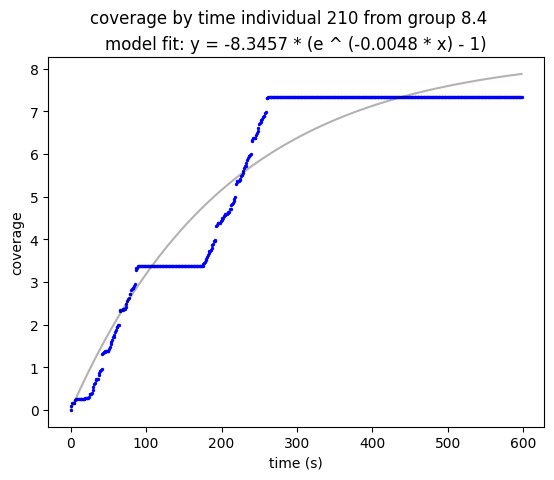 coverage by time individual 210 from group 8.4
model fit: y = -8.3457 * (e ^ (-0.0048 * x) - 1)
8
7
6
5
4
3
2
1
0
coverage
0 100 200 300 400 500 600
time (s)